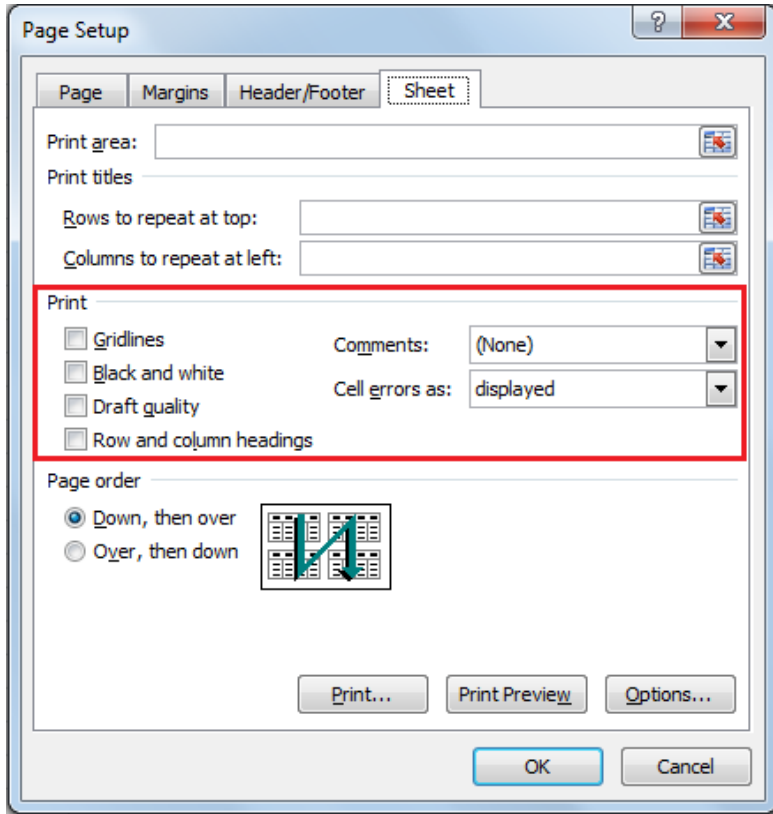 Page Setup
Page Margins Header/Footer Sheet
Print area:
Print titles
Rows to repeat at top:
Columns to repeat at left:
Print
Gridlines
Black and white
Draft quality
Row and column headings
Comments: (None)
Cell errors as: displayed
Page order
Down, then over
Over, then down
Print... Print Preview Options...
OK Cancel